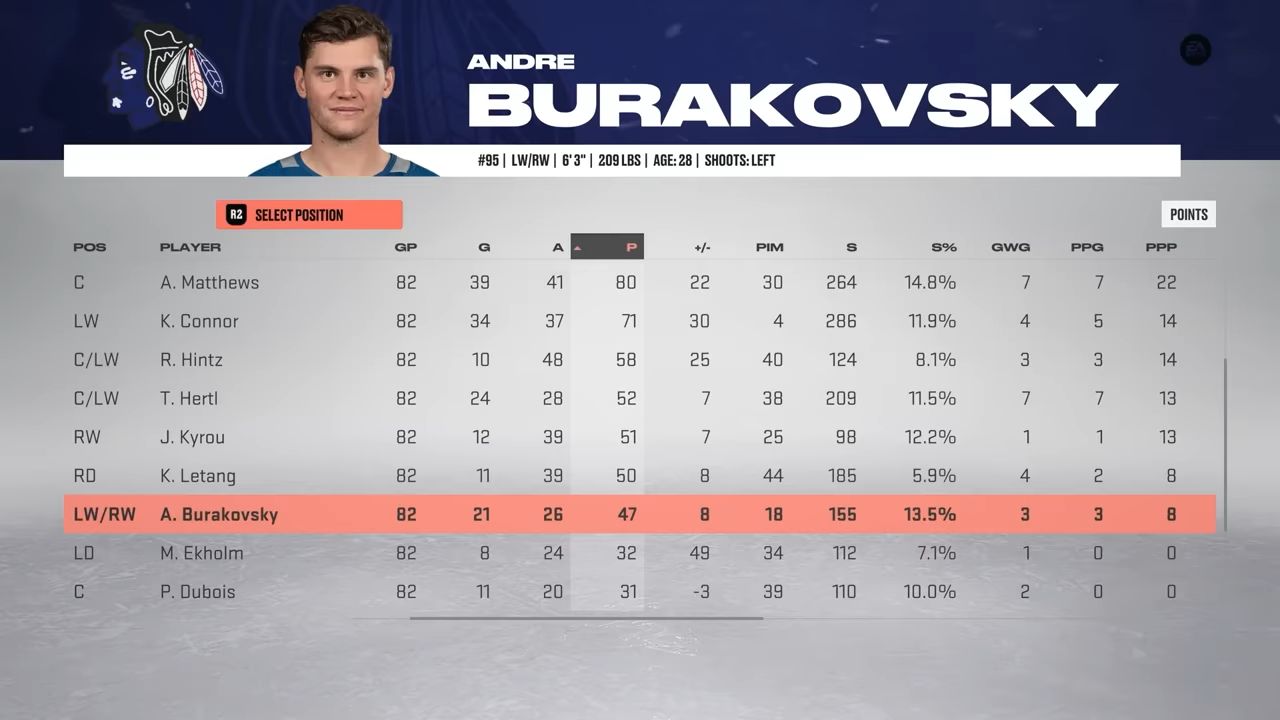 ANDRE
BURAKOVSKY
#95 | LW/RW | 6'3" | 209 LBS | AGE: 28 | SHOOTS: LEFT
R2 SELECT POSITION
POINTS
POS PLAYER GP G A P +/- PIM S S% GWG PPG PPP
C A. Matthews 82 39 41 80 22 30 264 14.8% 7 7 22
LW K. Connor 82 34 37 71 30 4 286 11.9% 4 5 14
C/LW R. Hintz 82 10 48 58 25 40 124 8.1% 3 3 14
C/LW T. Hertl 82 24 28 52 7 38 209 11.5% 7 7 13
RW J. Kyrou 82 12 39 51 7 25 98 12.2% 1 1 13
RD K. Letang 82 11 39 50 8 44 185 5.9% 4 2 8
LW/RW A. Burakovsky 82 21 26 47 8 18 155 13.5% 3 3 8
LD M. Ekholm 82 8 24 32 49 34 112 7.1% 1 0 0
C P. Dubois 82 11 20 31 -3 39 110 10.0% 2 0 0
EA